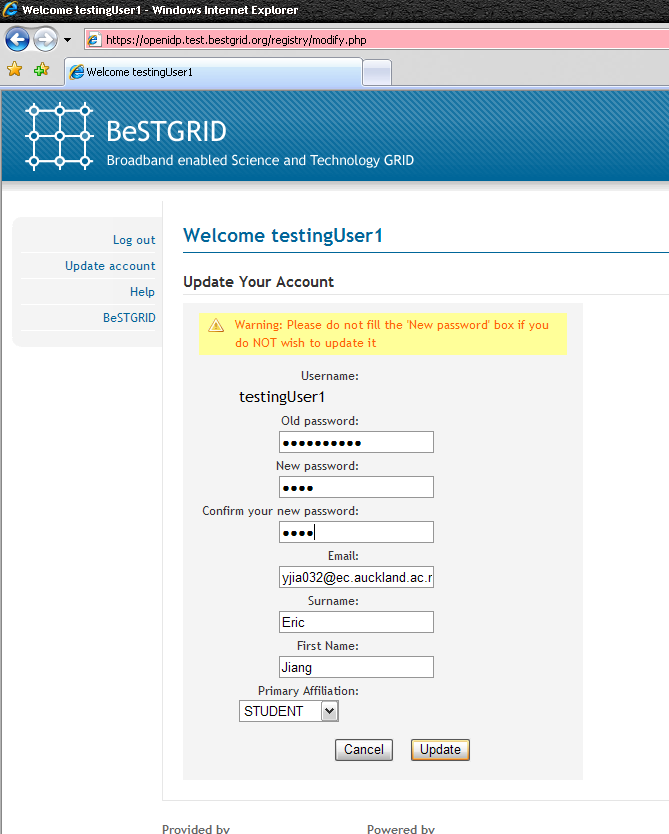 Welcome testingUser1 - Windows Internet Explorer
https://openidp.test.bestgrid.org/registry/modify.php
Welcome testingUser1
BeSTGRID
Broadband enabled Science and Technology GRID
Log out
Update account
Help
BeSTGRID
Welcome testingUser1
Update Your Account
Warning: Please do not fill the 'New password' box if you
do NOT wish to update it
Username:
testingUser1
Old password:
••••••••••
New password:
••••
Confirm your new password:
••••
Email:
yjia032@ec.auckland.ac.n
Surname:
Eric
First Name:
Jiang
Primary Affiliation:
STUDENT
Cancel Update
Provided by Powered by